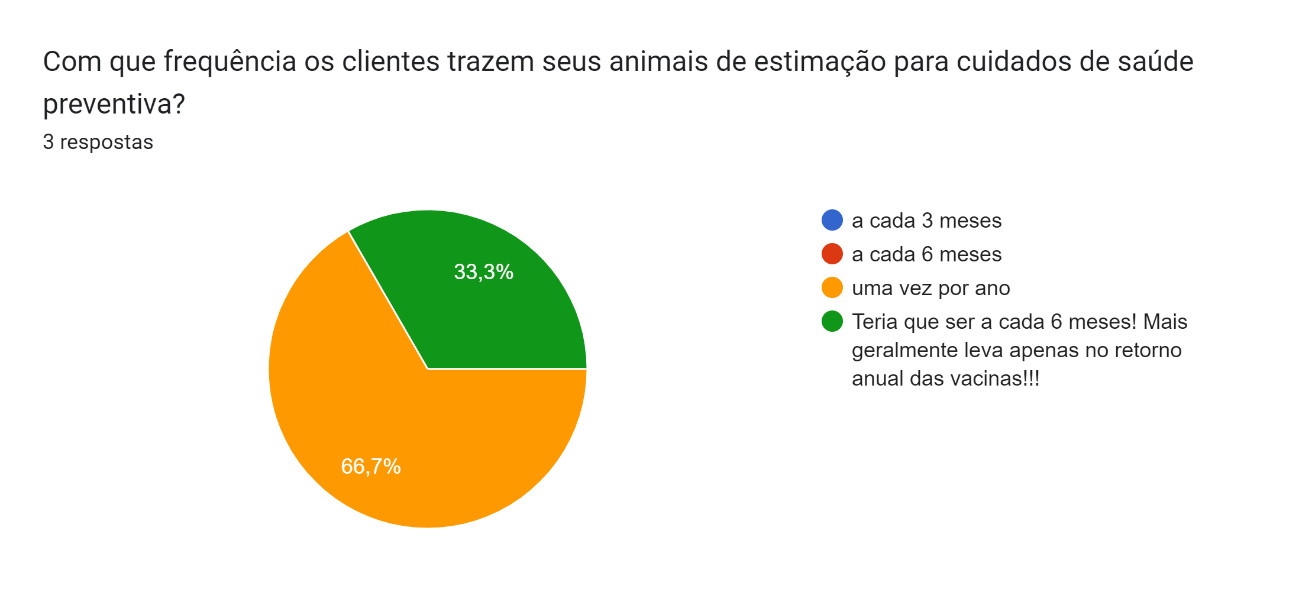 Com que frequência os clientes trazem seus animais de estimação para cuidados de saúde
preventiva?
3 respostas
33,3%
66,7%
a cada 3 meses
a cada 6 meses
uma vez por ano
Teria que ser a cada 6 meses! Mais
geralmente leva apenas no retorno
anual das vacinas!!!